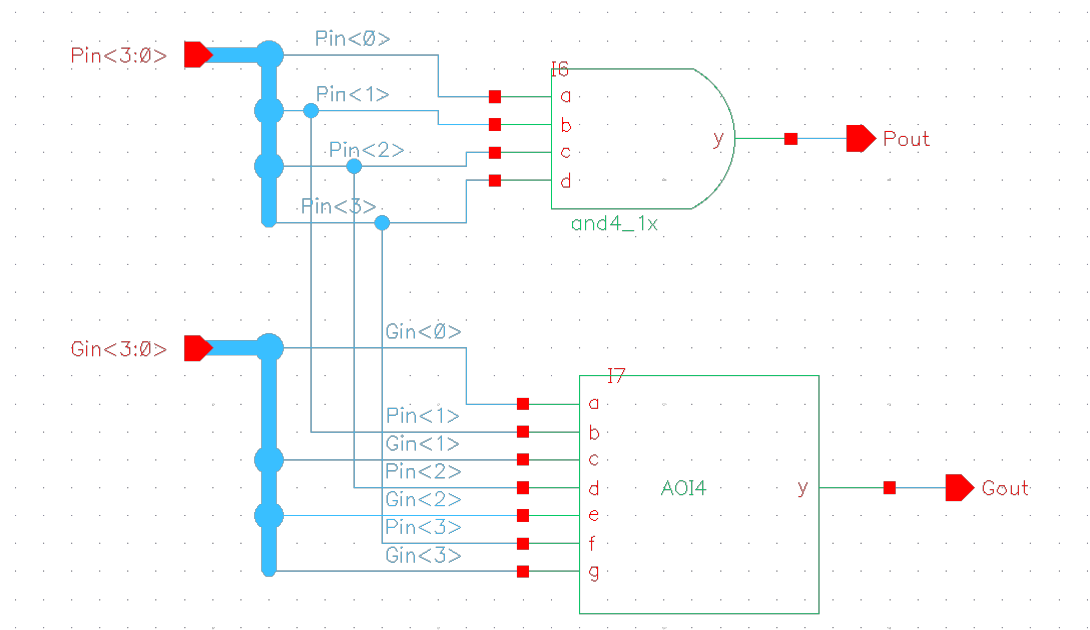 Pin<3:0>
Pin<0>
Pin<1>
Pin<2>
Pin<3>
I6
a
b
c
d
y
and4_1x
Pout
Gin<3:0>
Gin<0>
Pin<1>
Gin<1>
Pin<2>
Gin<2>
Pin<3>
Gin<3>
I7
a
b
c
d
e
f
g
AOI4
y
Gout